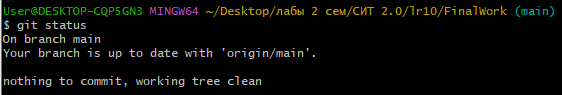 User@DESKTOP-CQP5GN3 MINGW64 ~/Desktop/лабы 2 сем/СИТ 2.0/lr10/FinalWork (main)
$ git status
On branch main
Your branch is up to date with 'origin/main'.
nothing to commit, working tree clean